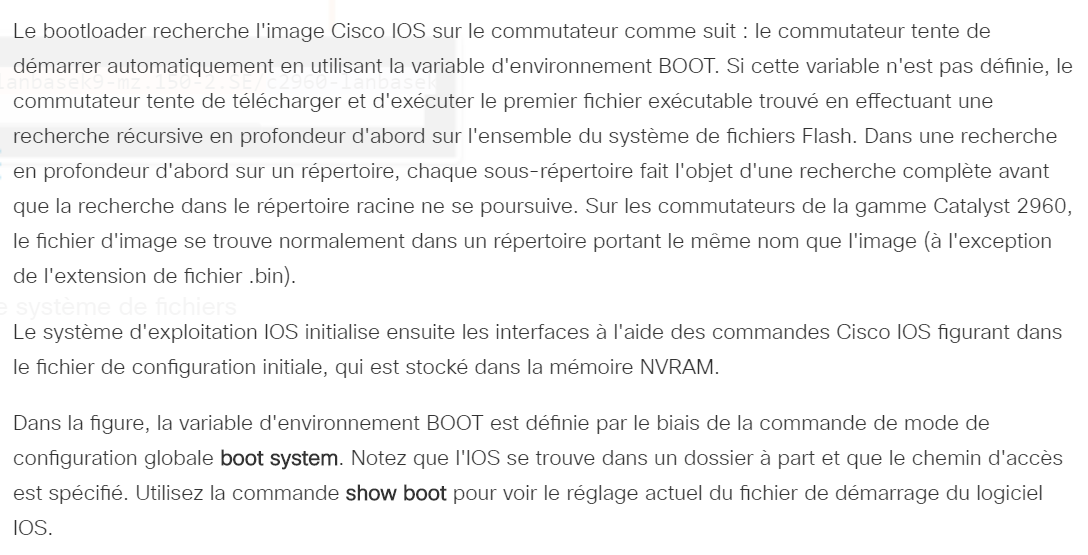 Le bootloader recherche l'image Cisco IOS sur le commutateur comme suit : le commutateur tente de
démarrer automatiquement en utilisant la variable d'environnement BOOT. Si cette variable n'est pas définie, le
lanbasek9-mz.150-2.SE/c2960-lanbasek
commutateur tente de télécharger et d'exécuter le premier fichier exécutable trouvé en effectuant une
recherche récursive en profondeur d'abord sur l'ensemble du système de fichiers Flash. Dans une recherche
en profondeur d'abord sur un répertoire, chaque sous-répertoire fait l'objet d'une recherche complète avant
que la recherche dans le répertoire racine ne se poursuive. Sur les commutateurs de la gamme Catalyst 2960,
le fichier d'image se trouve normalement dans un répertoire portant le même nom que l'image (à l'exception
de l'extension de fichier .bin).
e système de fichiers
Le système d'exploitation IOS initialise ensuite les interfaces à l'aide des commandes Cisco IOS figurant dans
le fichier de configuration initiale, qui est stocké dans la mémoire NVRAM.
Dans la figure, la variable d'environnement BOOT est définie par le biais de la commande de mode de
configuration globale boot system. Notez que l'IOS se trouve dans un dossier à part et que le chemin d'accès
est spécifié. Utilisez la commande show boot pour voir le réglage actuel du fichier de démarrage du logiciel
IOS.